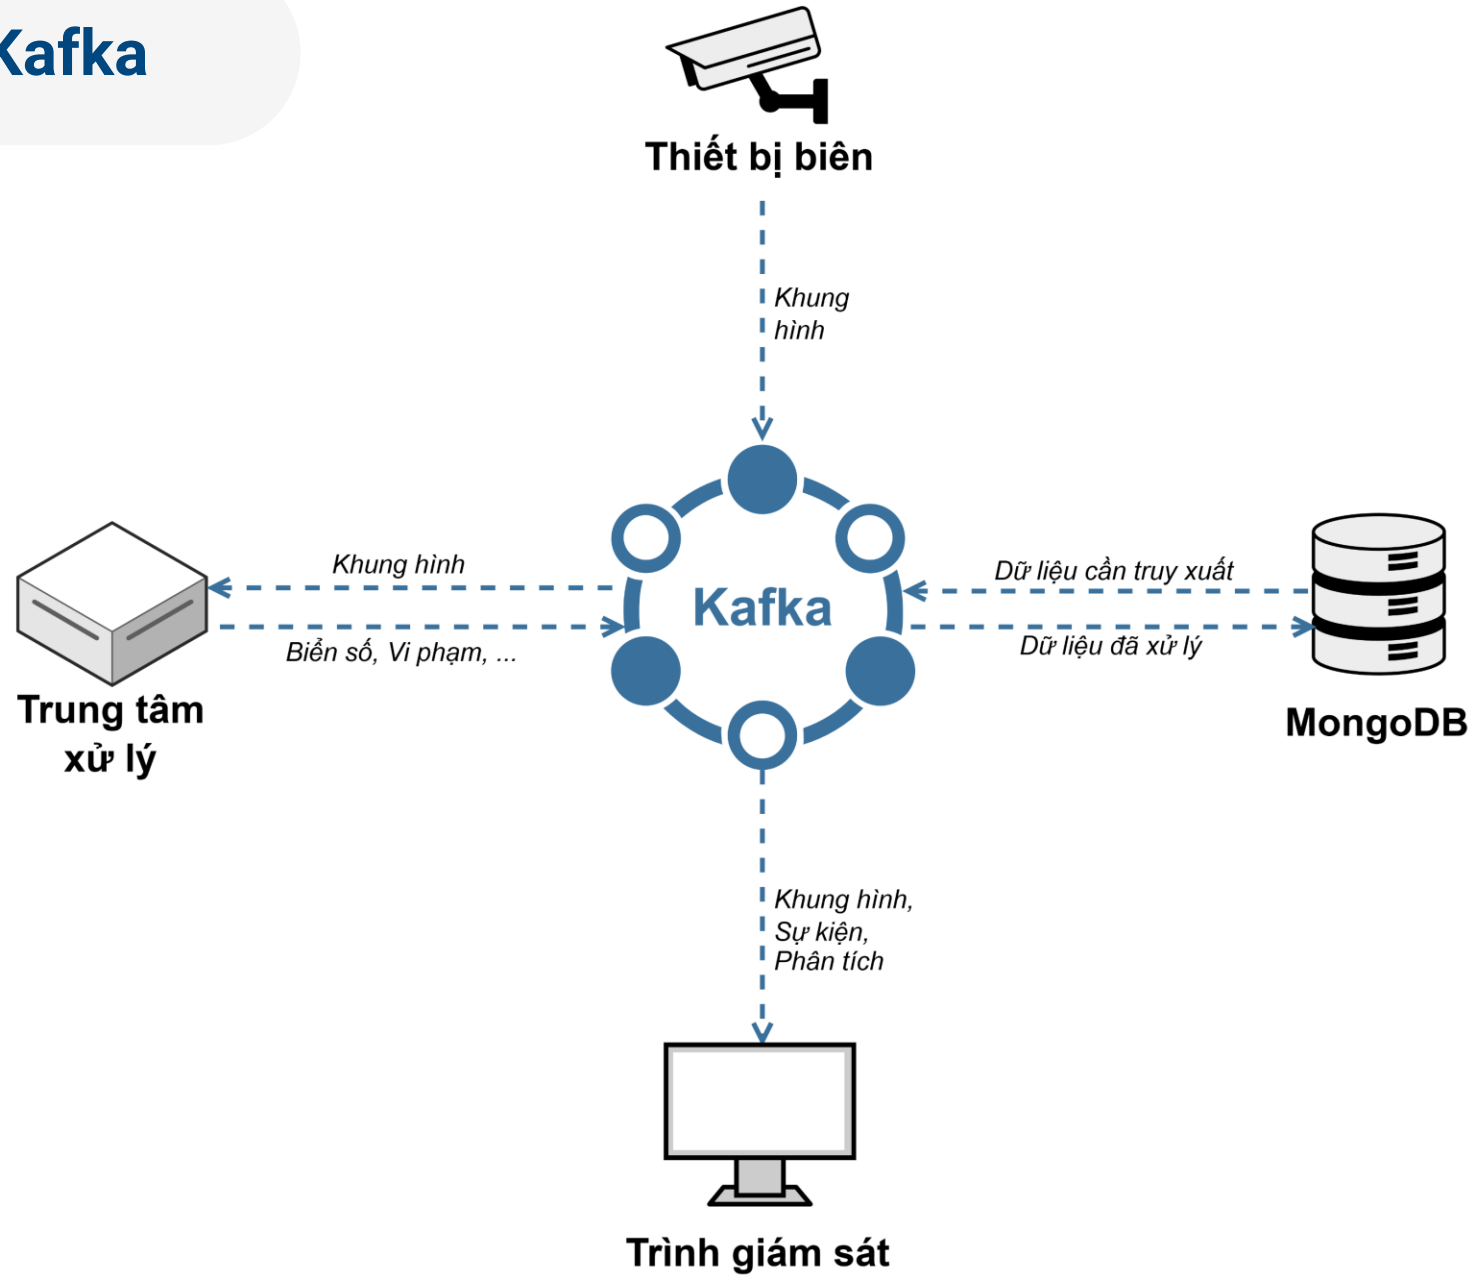 Kafka
Thiết bị biên
Khung
hình
Khung hình
Biển số, Vi phạm, ...
Trung tâm
xử lý
Kafka
Dữ liệu cần truy xuất
Dữ liệu đã xử lý
MongoDB
Khung hình,
Sự kiện,
Phân tích
Trình giám sát